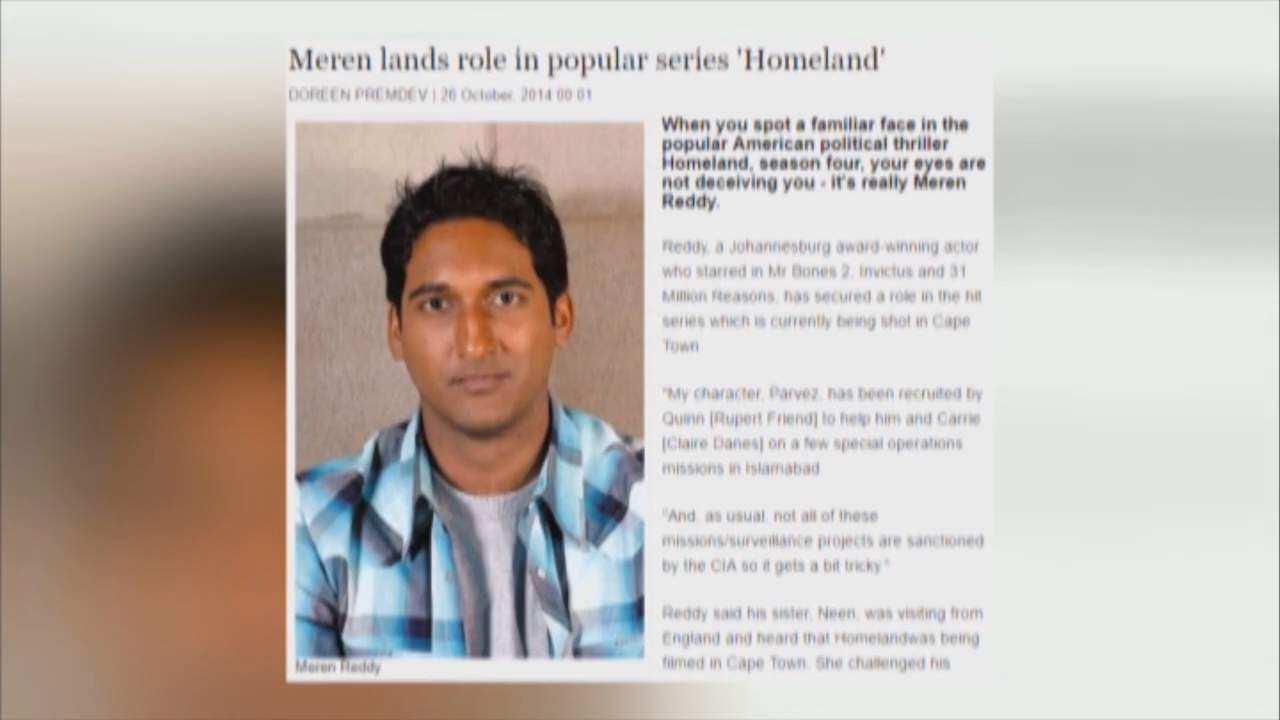 Meren lands role in popular series 'Homeland'
DOREEN PREMDEV | 26 October, 2014 00:01
When you spot a familiar face in the
popular American political thriller
Homeland, season four, your eyes are
not deceiving you - it's really Meren
Reddy.
Reddy, a Johannesburg award-winning actor
who starred in Mr Bones 2, Invictus and 31
Million Reasons, has secured a role in the hit
series which is currently being shot in Cape
Town.
"My character, Parvez, has been recruited by
Quinn [Rupert Friend] to help him and Carrie
[Claire Danes] on a few special operations
missions in Islamabad.
"And, as usual, not all of these
missions/surveillance projects are sanctioned
by the CIA so it gets a bit tricky."
Reddy said his sister, Neen, was visiting from
England and heard that Homelandwas being
filmed in Cape Town. She challenged his
Meren Reddy